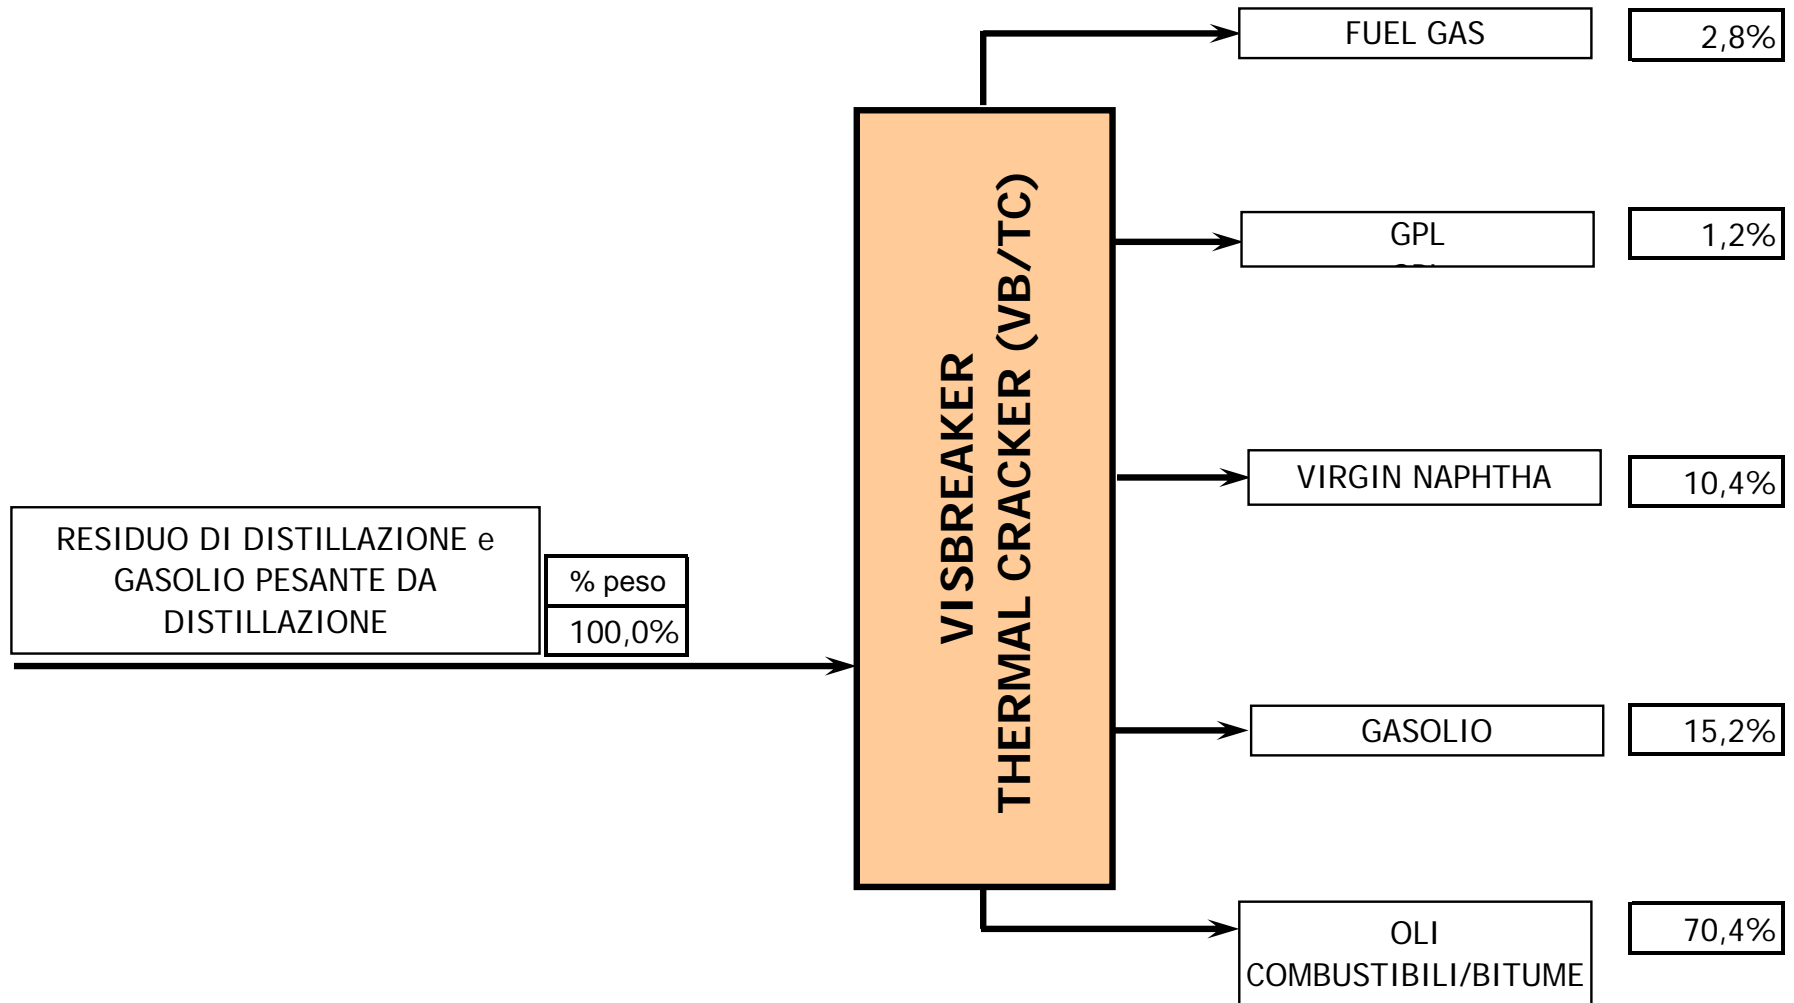 FUEL GAS
2,8%
GPL
1,2%
VISBREAKER
THERMAL CRACKER (VB/TC)
VIRGIN NAPHTHA
10,4%
RESIDUO DI DISTILLAZIONE e
GASOLIO PESANTE DA
DISTILLAZIONE
% peso
100,0%
GASOLIO
15,2%
OLI
COMBUSTIBILI/BITUME
70,4%